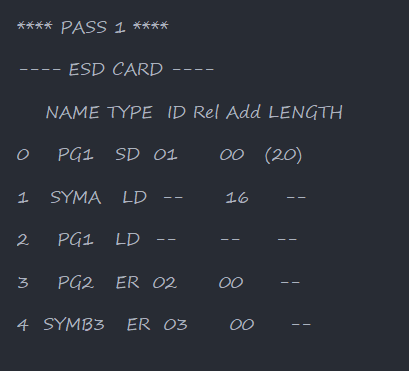 **** PASS 1 ****
---- ESD CARD ----
NAME TYPE ID Rel Add LENGTH
0 PG1 SD 01 00 (20)
1 SYMA LD -- 16 --
2 PG1 LD -- -- --
3 PG2 ER 02 00 --
4 SYMB3 ER 03 00 --